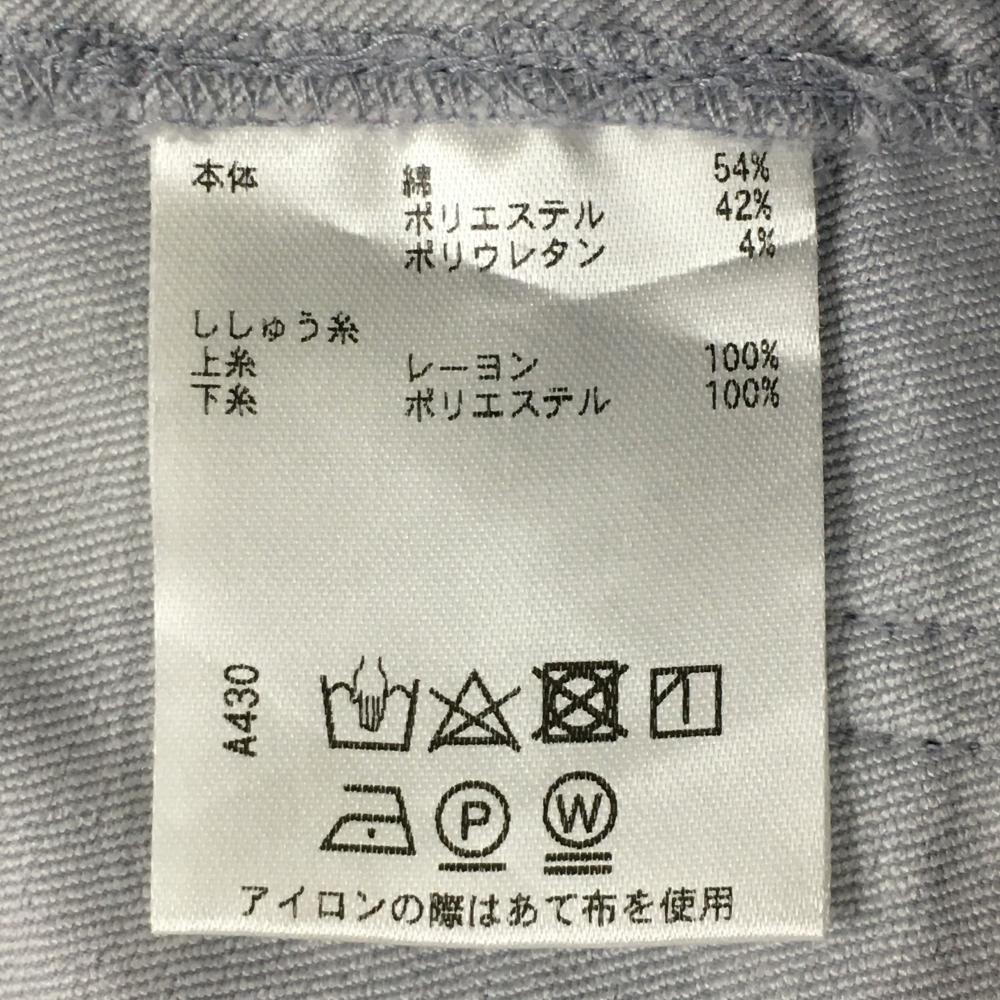 本体 綿 54%
ポリエステル 42%
ポリウレタン 4%
ししゅう糸
上糸 レーヨン 100%
下糸 ポリエステル 100%
A430
P W
アイロンの際はあて布を使用